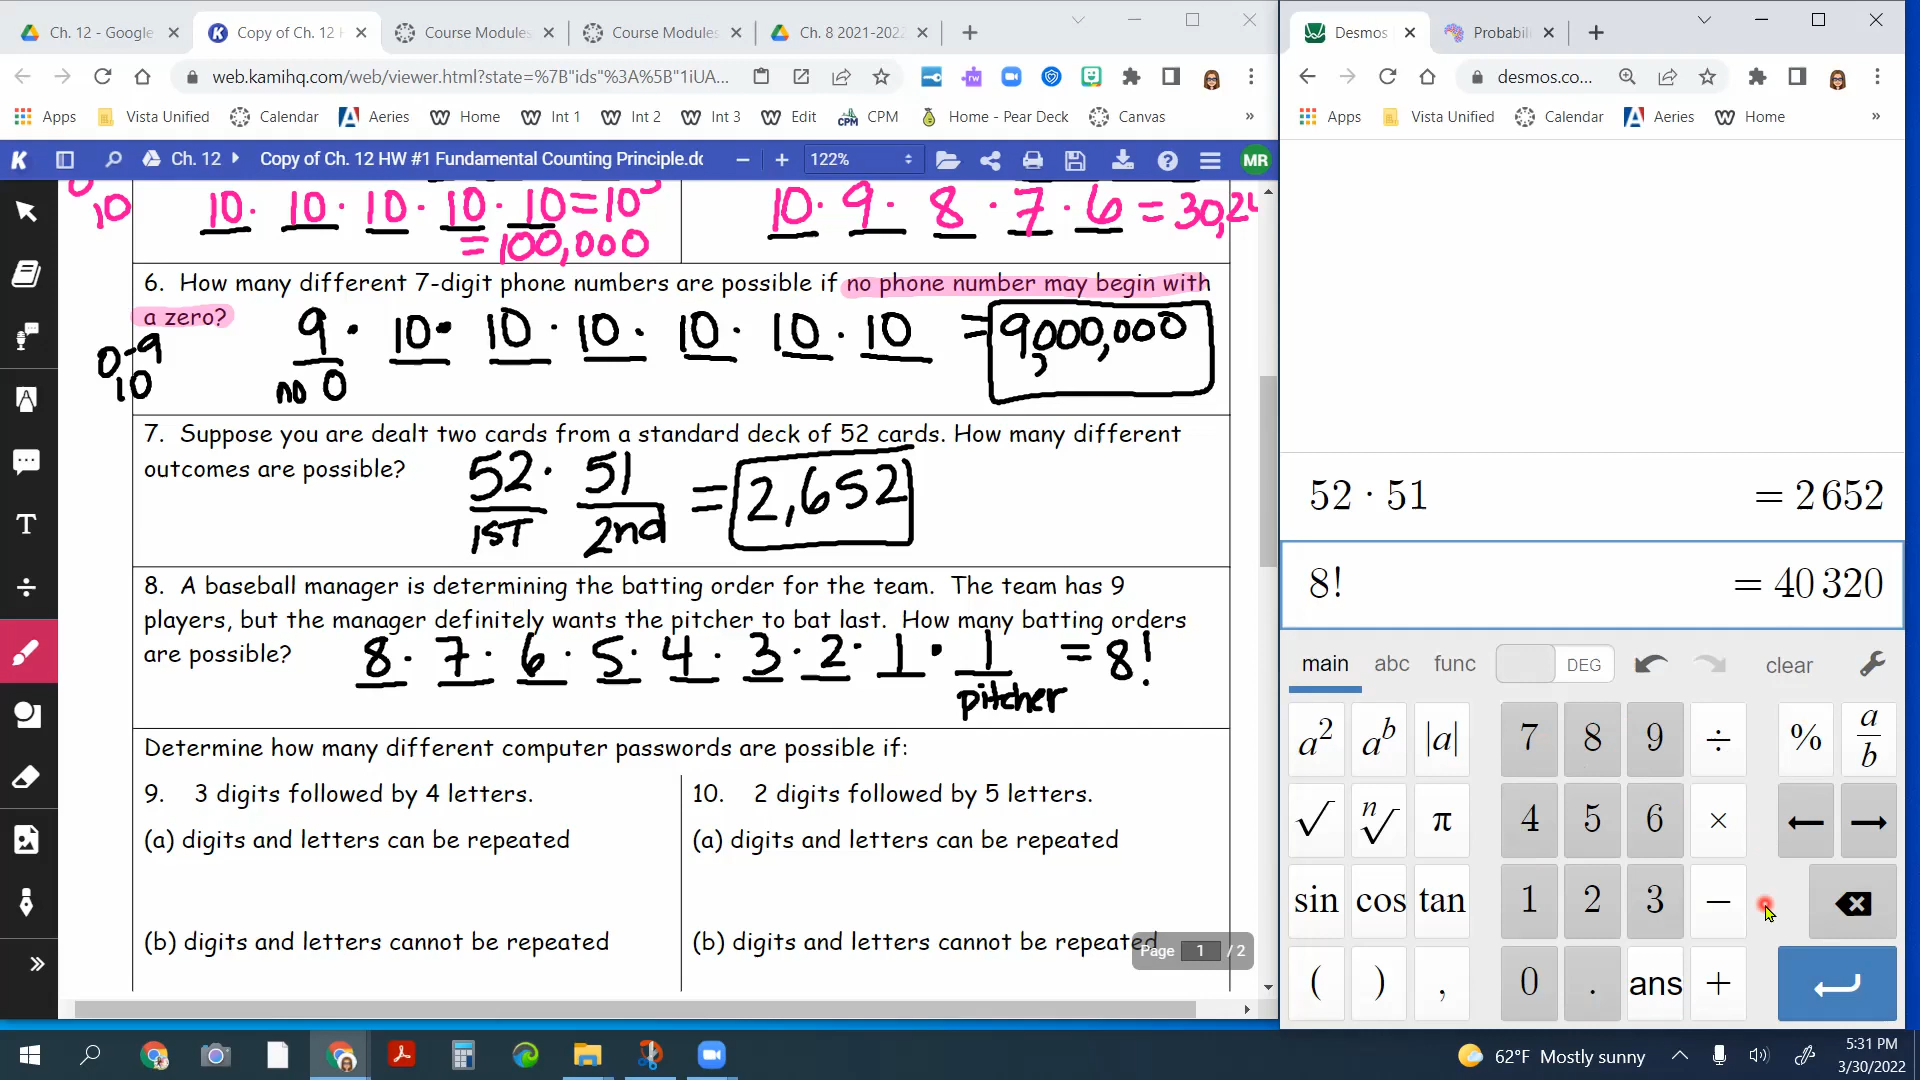 Ch. 12 - Google
Copy of Ch. 12 H
Course Modules
Course Modules
Ch. 8 2021-2022
web.kamihq.com/web/viewer.html?state=%7B"ids"%3A%5B"1iUA...
Apps Vista Unified Calendar Aeries Home Int 1 Int 2 Int 3 Edit CPM Home - Pear Deck Canvas »
K Ch. 12 Copy of Ch. 12 HW #1 Fundamental Counting Principle.dc − + 122% MR
10 10 · 10 · 10 · 10 · 10 = 10
= 100,000
10 · 9 · 8 · 7 · 6 = 30,2
6. How many different 7-digit phone numbers are possible if no phone number may begin with
a zero?
9 · 10 · 10 · 10 · 10 · 10 · 10 = 9,000,000
0-9
10
no 0
7. Suppose you are dealt two cards from a standard deck of 52 cards. How many different
outcomes are possible?
52 · 51 = 2,652
1ST 2nd
8. A baseball manager is determining the batting order for the team. The team has 9
players, but the manager definitely wants the pitcher to bat last. How many batting orders
are possible?
8 · 7 · 6 · 5 · 4 · 3 · 2 · 1 · 1 = 8!
pitcher
Determine how many different computer passwords are possible if:
9. 3 digits followed by 4 letters.
(a) digits and letters can be repeated
(b) digits and letters cannot be repeated
10. 2 digits followed by 5 letters.
(a) digits and letters can be repeated
(b) digits and letters cannot be repeated
Page 1 / 2
Desmos
Probabil
desmos.co...
Apps Vista Unified Calendar Aeries Home »
52 · 51 = 2652
8! = 40320
main abc func DEG clear
a² aᵇ |a| 7 8 9 ÷ % a/b
√ ⁿ√ π 4 5 6 × ← →
sin cos tan 1 2 3 −
( ) , 0 . ans +
62°F Mostly sunny
5:31 PM
3/30/2022